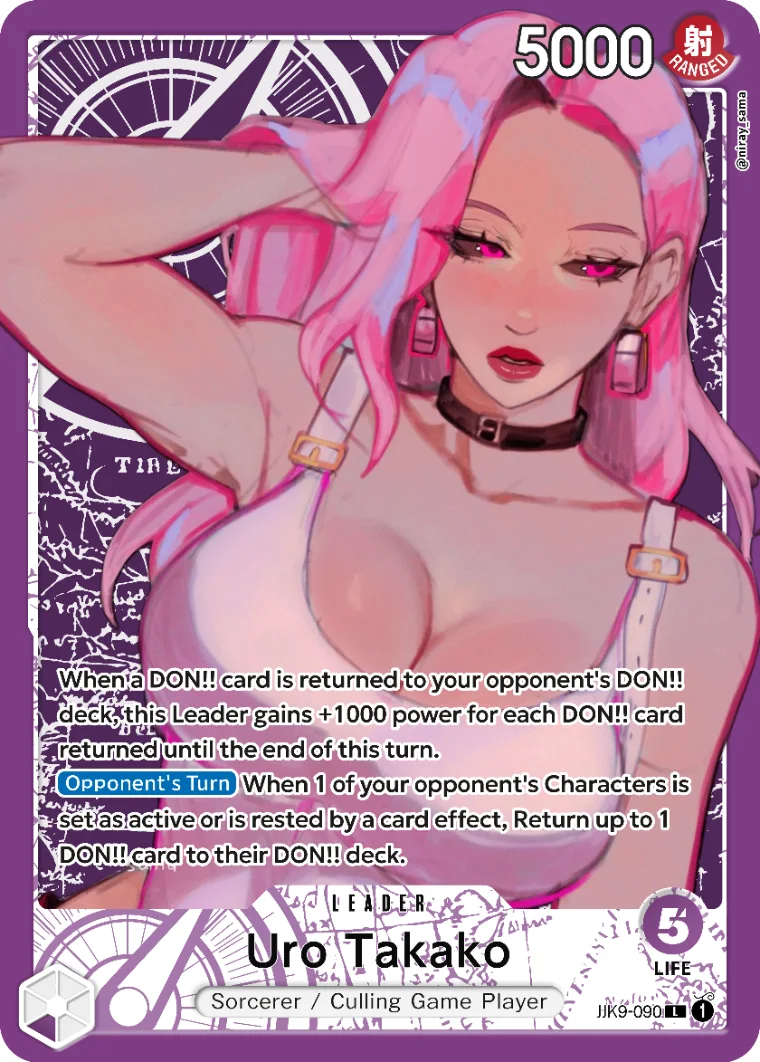 5000
射
RANGED
@niray_sama
When a DON!! card is returned to your opponent's DON!!
deck, this Leader gains +1000 power for each DON!! card
returned until the end of this turn.
Opponent's Turn When 1 of your opponent's Characters is
set as active or is rested by a card effect, Return up to 1
DON!! card to their DON!! deck.
LEADER
Uro Takako
5
LIFE
Sorcerer / Culling Game Player
JJK9-090 L 1